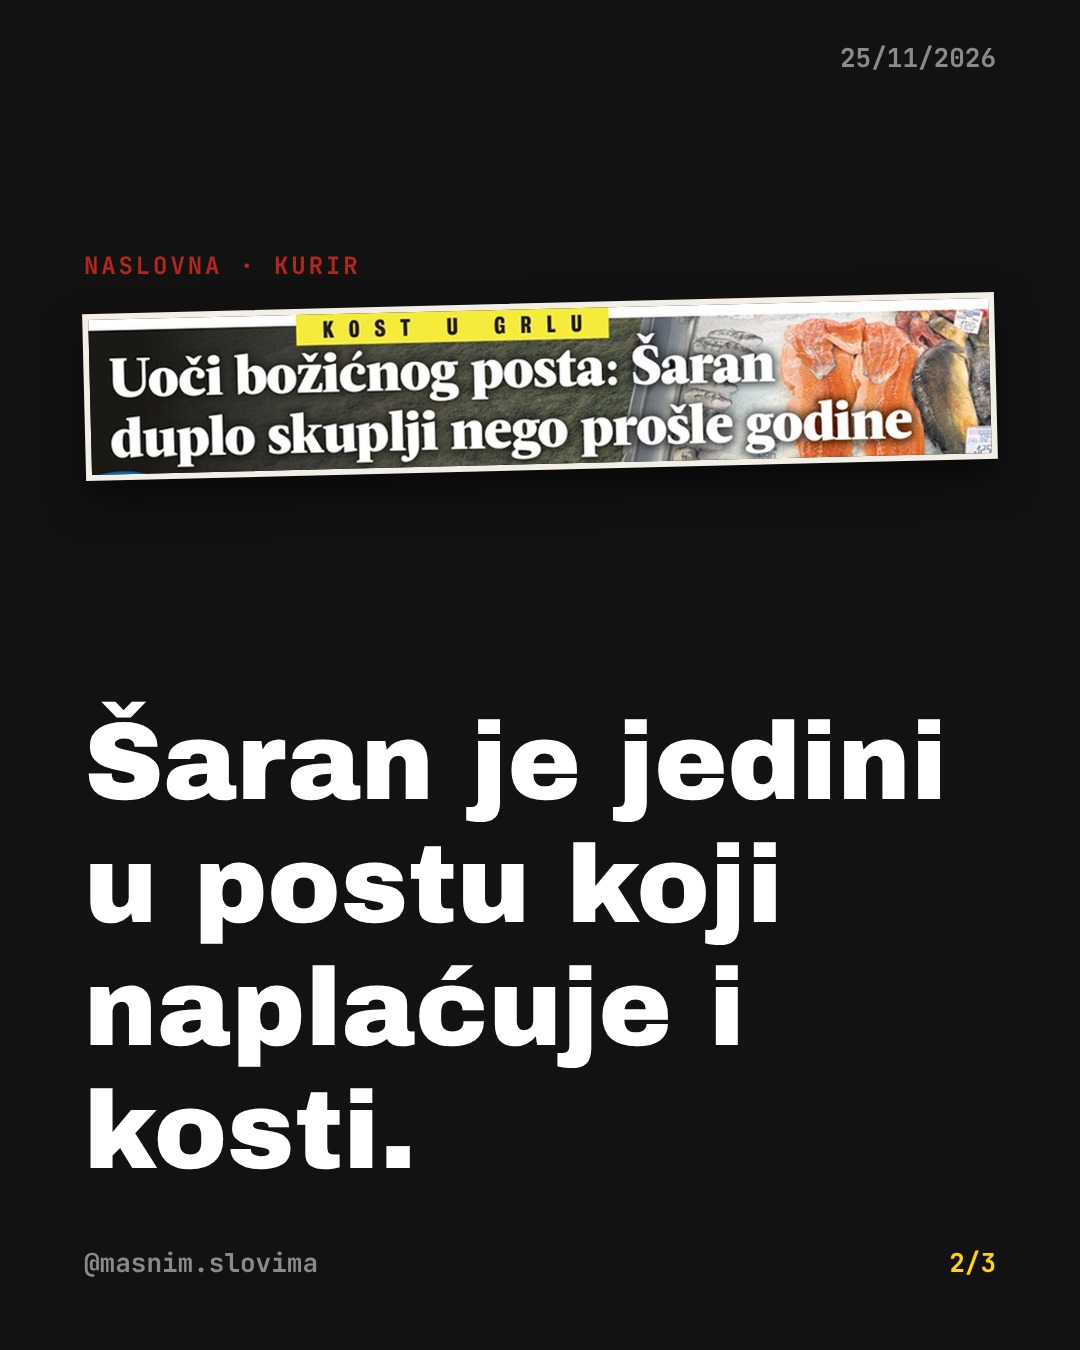 25/11/2026
NASLOVNA · KURIR
KOST U GRLU
Uoči božićnog posta: Šaran
duplo skuplji nego prošle godine
Šaran je jedini
u postu koji
naplaćuje i
kosti.
@masnim.slovima
2/3